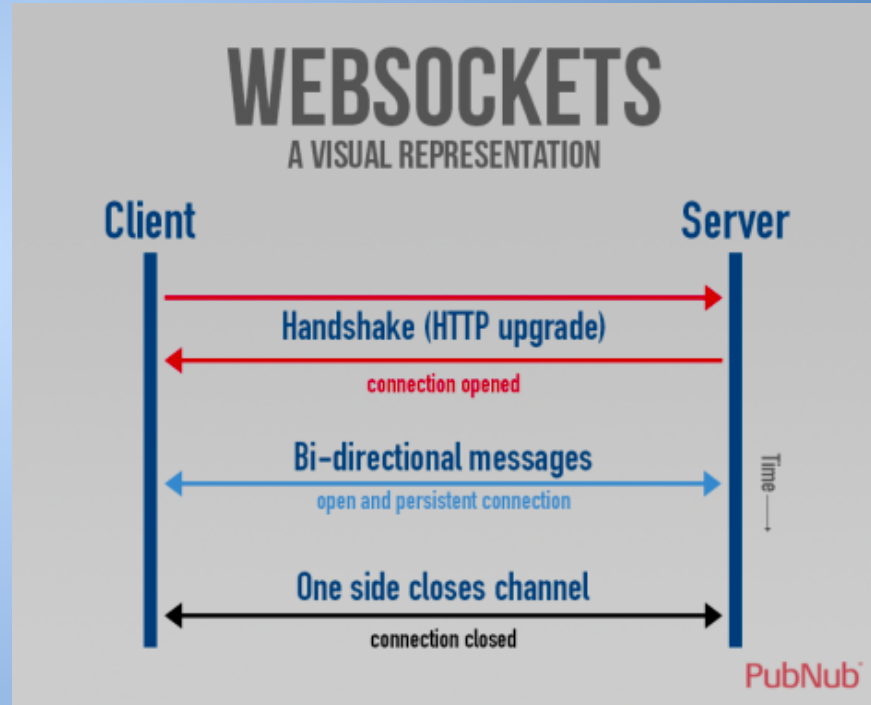 WEBSOCKETS
A VISUAL REPRESENTATION
Client
Server
Handshake (HTTP upgrade)
connection opened
Bi-directional messages
open and persistent connection
Time
One side closes channel
connection closed
PubNub